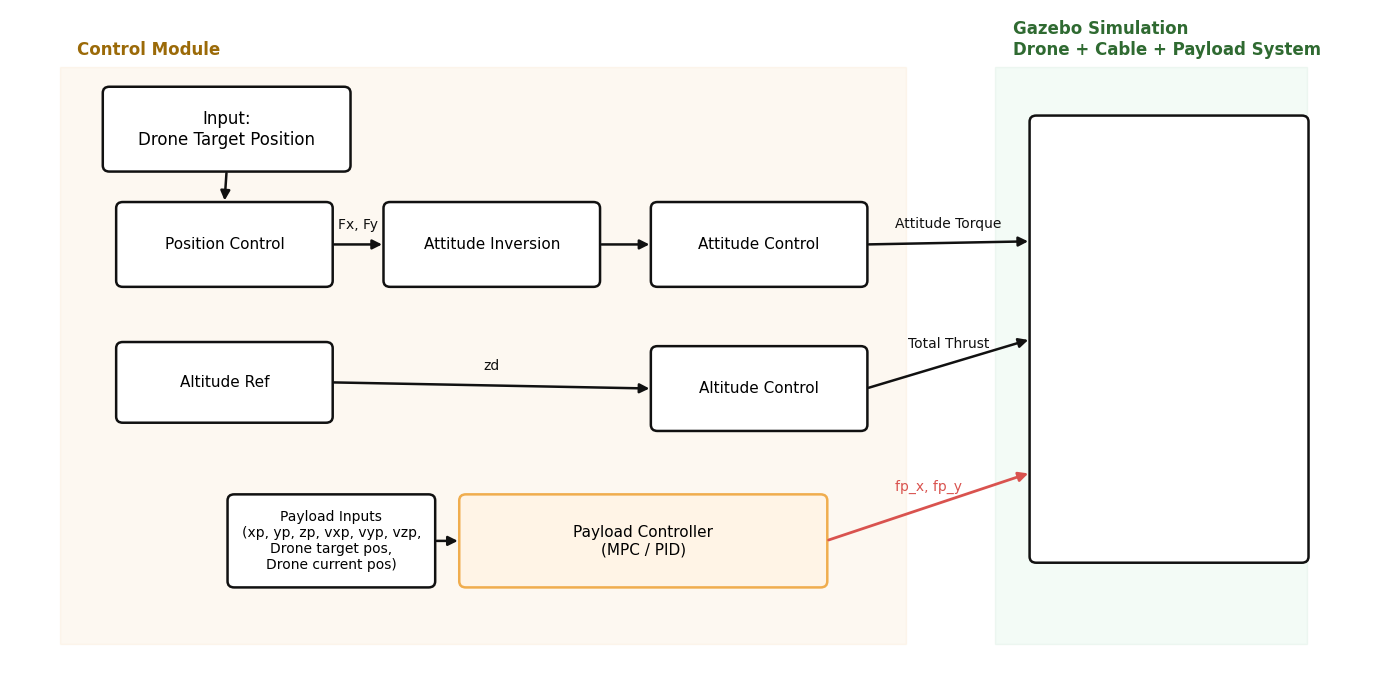 Control Module
Gazebo Simulation
Drone + Cable + Payload System
Input:
Drone Target Position
Position Control
Fx, Fy
Attitude Inversion
Attitude Control
Attitude Torque
Altitude Ref
zd
Altitude Control
Total Thrust
Payload Inputs
(xp, yp, zp, vxp, vyp, vzp,
Drone target pos,
Drone current pos)
Payload Controller
(MPC / PID)
fp_x, fp_y